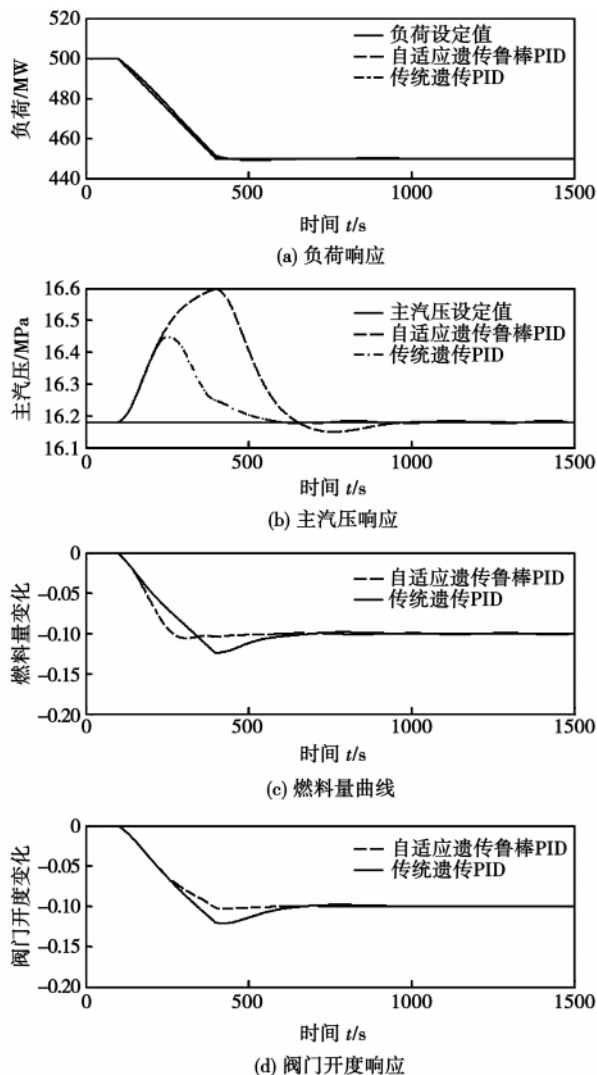 520
500
480
460
440
负荷/MW
负荷设定值
自适应遗传鲁棒PID
传统遗传PID
0 500 1000 1500
时间 t/s
(a) 负荷响应
16.6
16.5
16.4
16.3
16.2
16.1
主汽压/MPa
主汽压设定值
自适应遗传鲁棒PID
传统遗传PID
0 500 1000 1500
时间 t/s
(b) 主汽压响应
0
-0.05
-0.10
-0.15
-0.20
燃料量变化
自适应遗传鲁棒PID
传统遗传PID
0 500 1000 1500
时间 t/s
(c) 燃料量曲线
0
-0.05
-0.10
-0.15
-0.20
阀门开度变化
自适应遗传鲁棒PID
传统遗传PID
0 500 1000 1500
时间 t/s
(d) 阀门开度响应